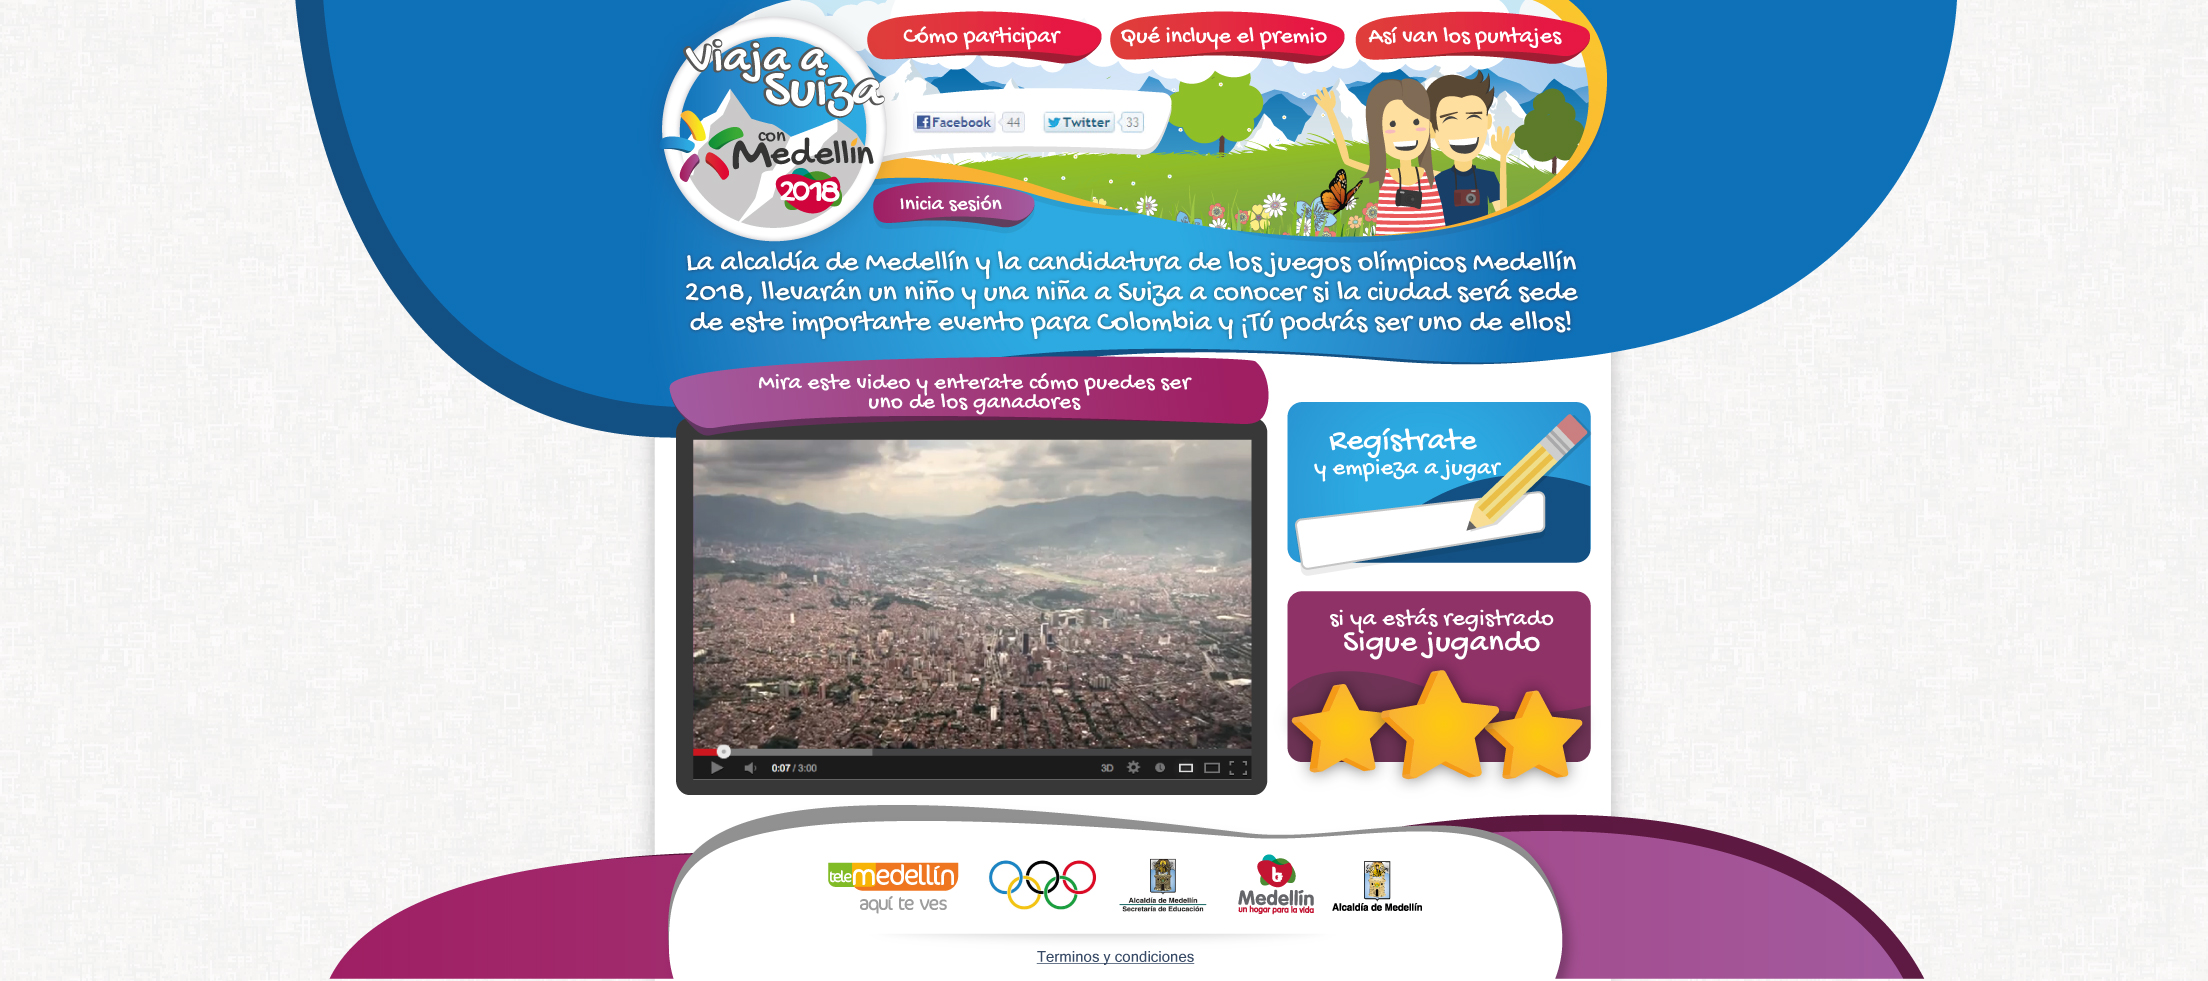 Cómo participar
Qué incluye el premio
Así van los puntajes
Viaja a
Suiza
con
Medellín
2018
Facebook 44
Twitter 33
Inicia sesión
La alcaldía de Medellín y la candidatura de los juegos olímpicos Medellín
2018, llevarán un niño y una niña a Suiza a conocer si la ciudad será sede
de este importante evento para Colombia y ¡Tú podrás ser uno de ellos!
Mira este video y enterate cómo puedes ser
uno de los ganadores
Regístrate
y empieza a jugar
si ya estás registrado
Sigue jugando
0:07 / 3:00
3D
telemedellín
aquí te ves
Alcaldía de Medellín
Secretaría de Educación
Medellín
un hogar para la vida
Alcaldía de Medellín
Terminos y condiciones